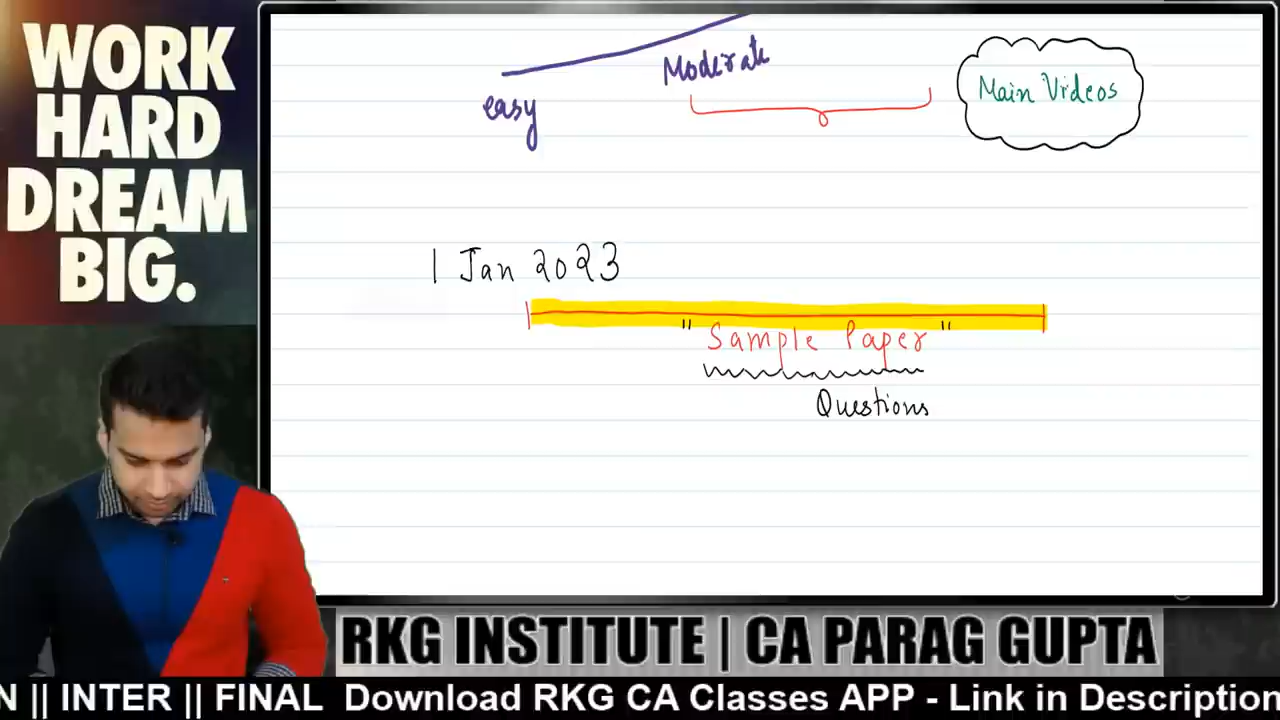 WORK
HARD
DREAM
BIG.
easy
Moderate
Main Videos
1 Jan 2023
" Sample Paper "
Questions
RKG INSTITUTE | CA PARAG GUPTA
N || INTER || FINAL Download RKG CA Classes APP - Link in Description